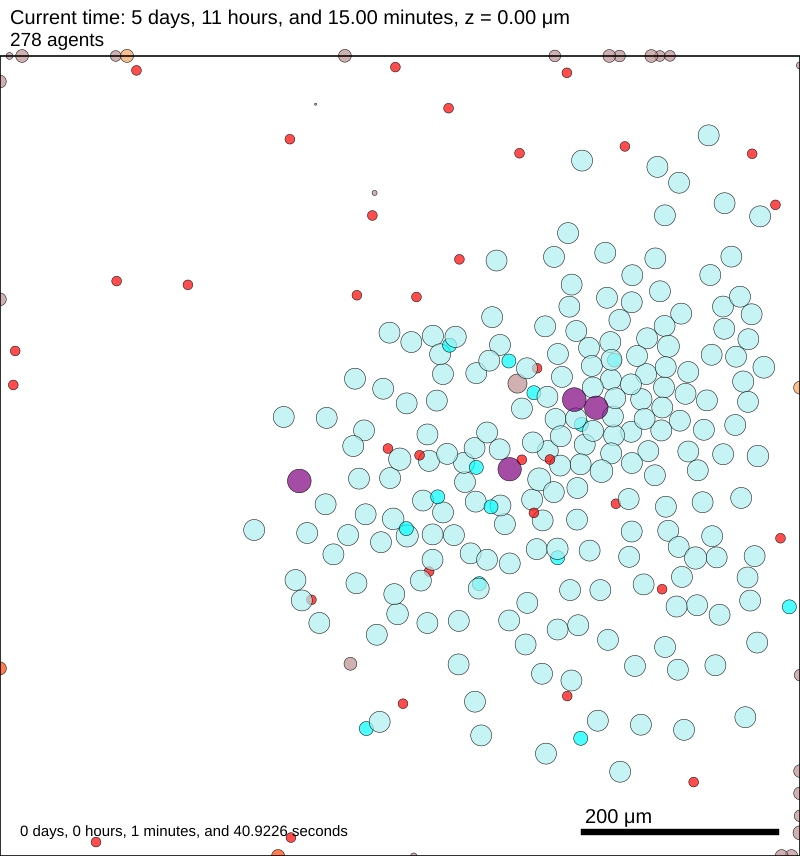 Current time: 5 days, 11 hours, and 15.00 minutes, z = 0.00 μm
278 agents
200 μm
0 days, 0 hours, 1 minutes, and 40.9226 seconds